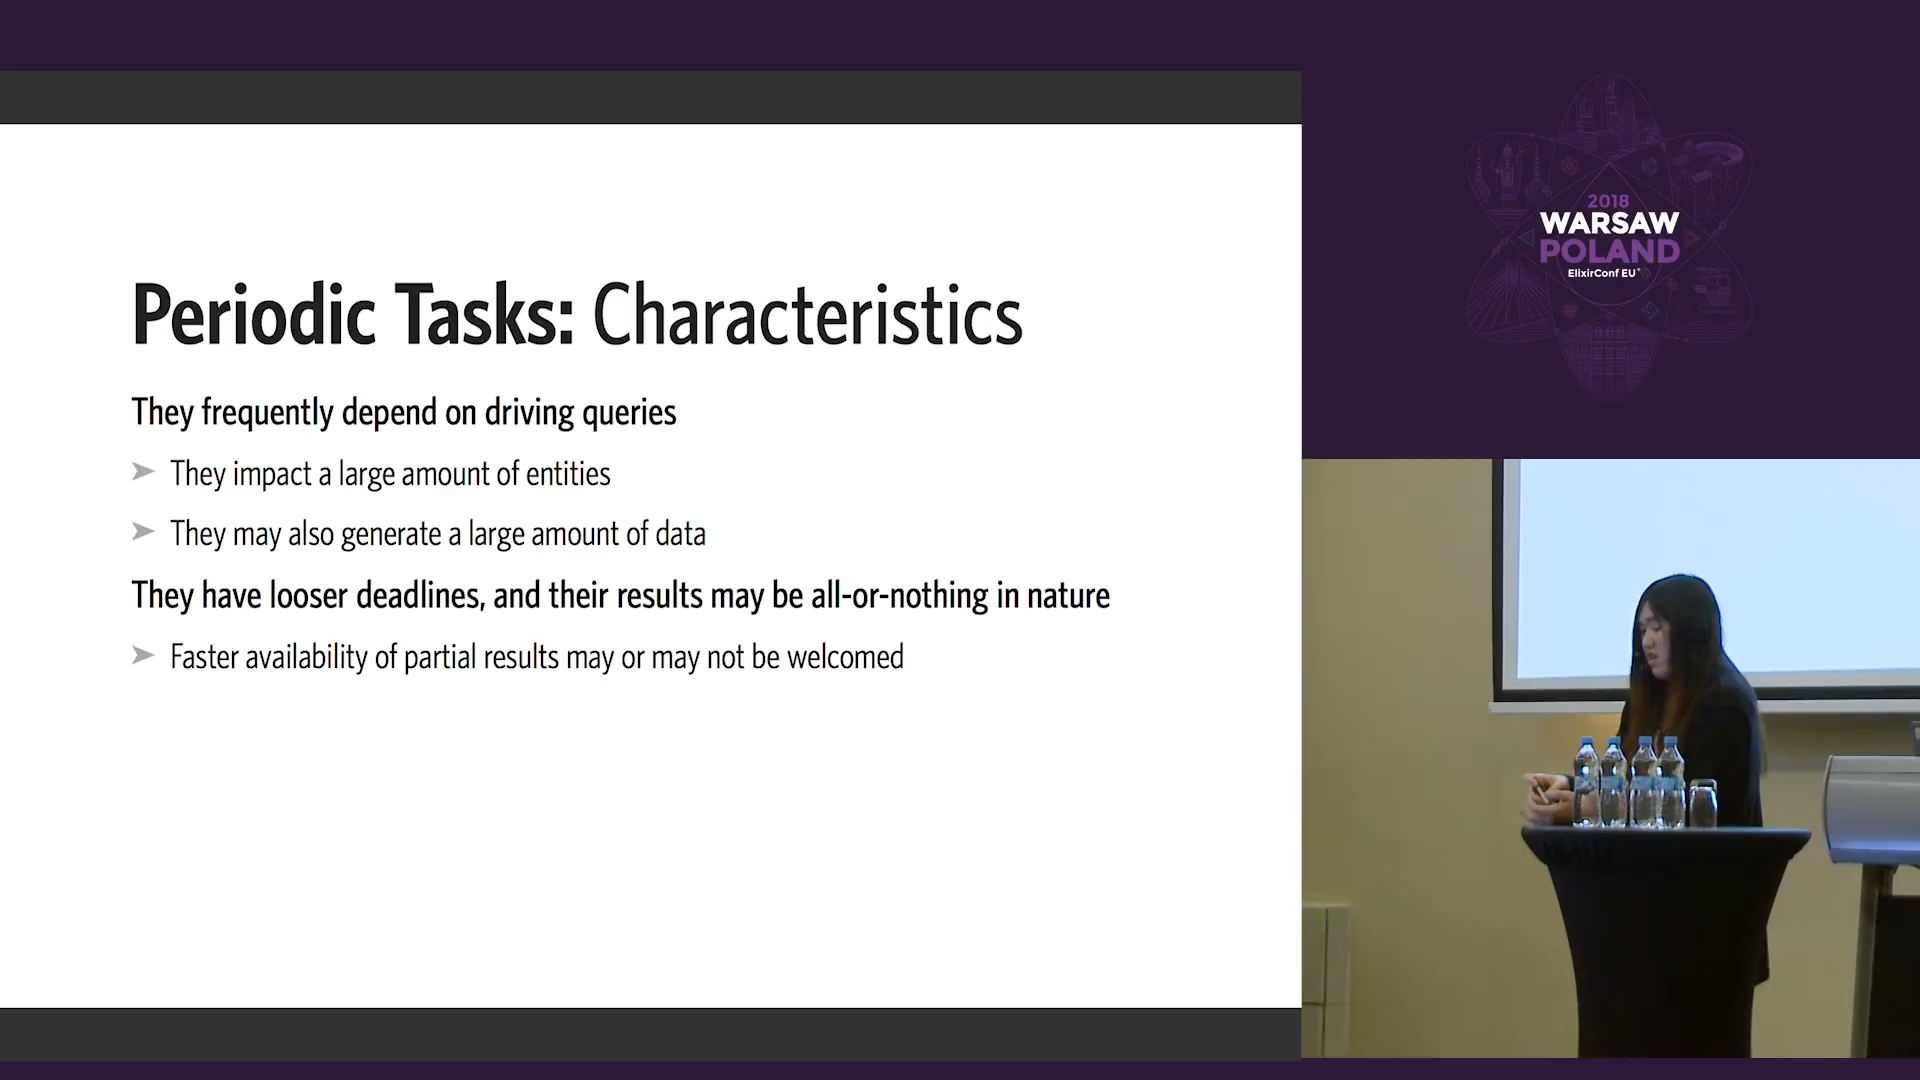 Periodic Tasks: Characteristics
They frequently depend on driving queries
They impact a large amount of entities
They may also generate a large amount of data
They have looser deadlines, and their results may be all-or-nothing in nature
Faster availability of partial results may or may not be welcomed
2018
WARSAW
POLAND
ElixirConf EU